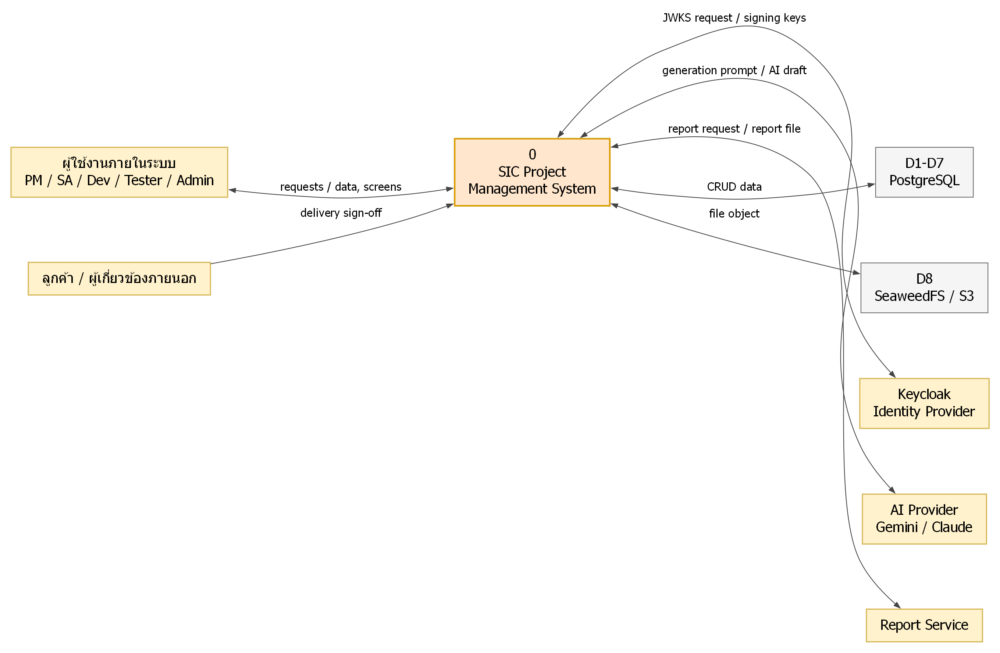 JWKS request / signing keys
generation prompt / AI draft
report request / report file
ผู้ใช้งานภายในระบบ
PM / SA / Dev / Tester / Admin
requests / data, screens
0
SIC Project
Management System
CRUD data
D1-D7
PostgreSQL
delivery sign-off
file object
ลูกค้า / ผู้เกี่ยวข้องภายนอก
D8
SeaweedFS / S3
Keycloak
Identity Provider
AI Provider
Gemini / Claude
Report Service